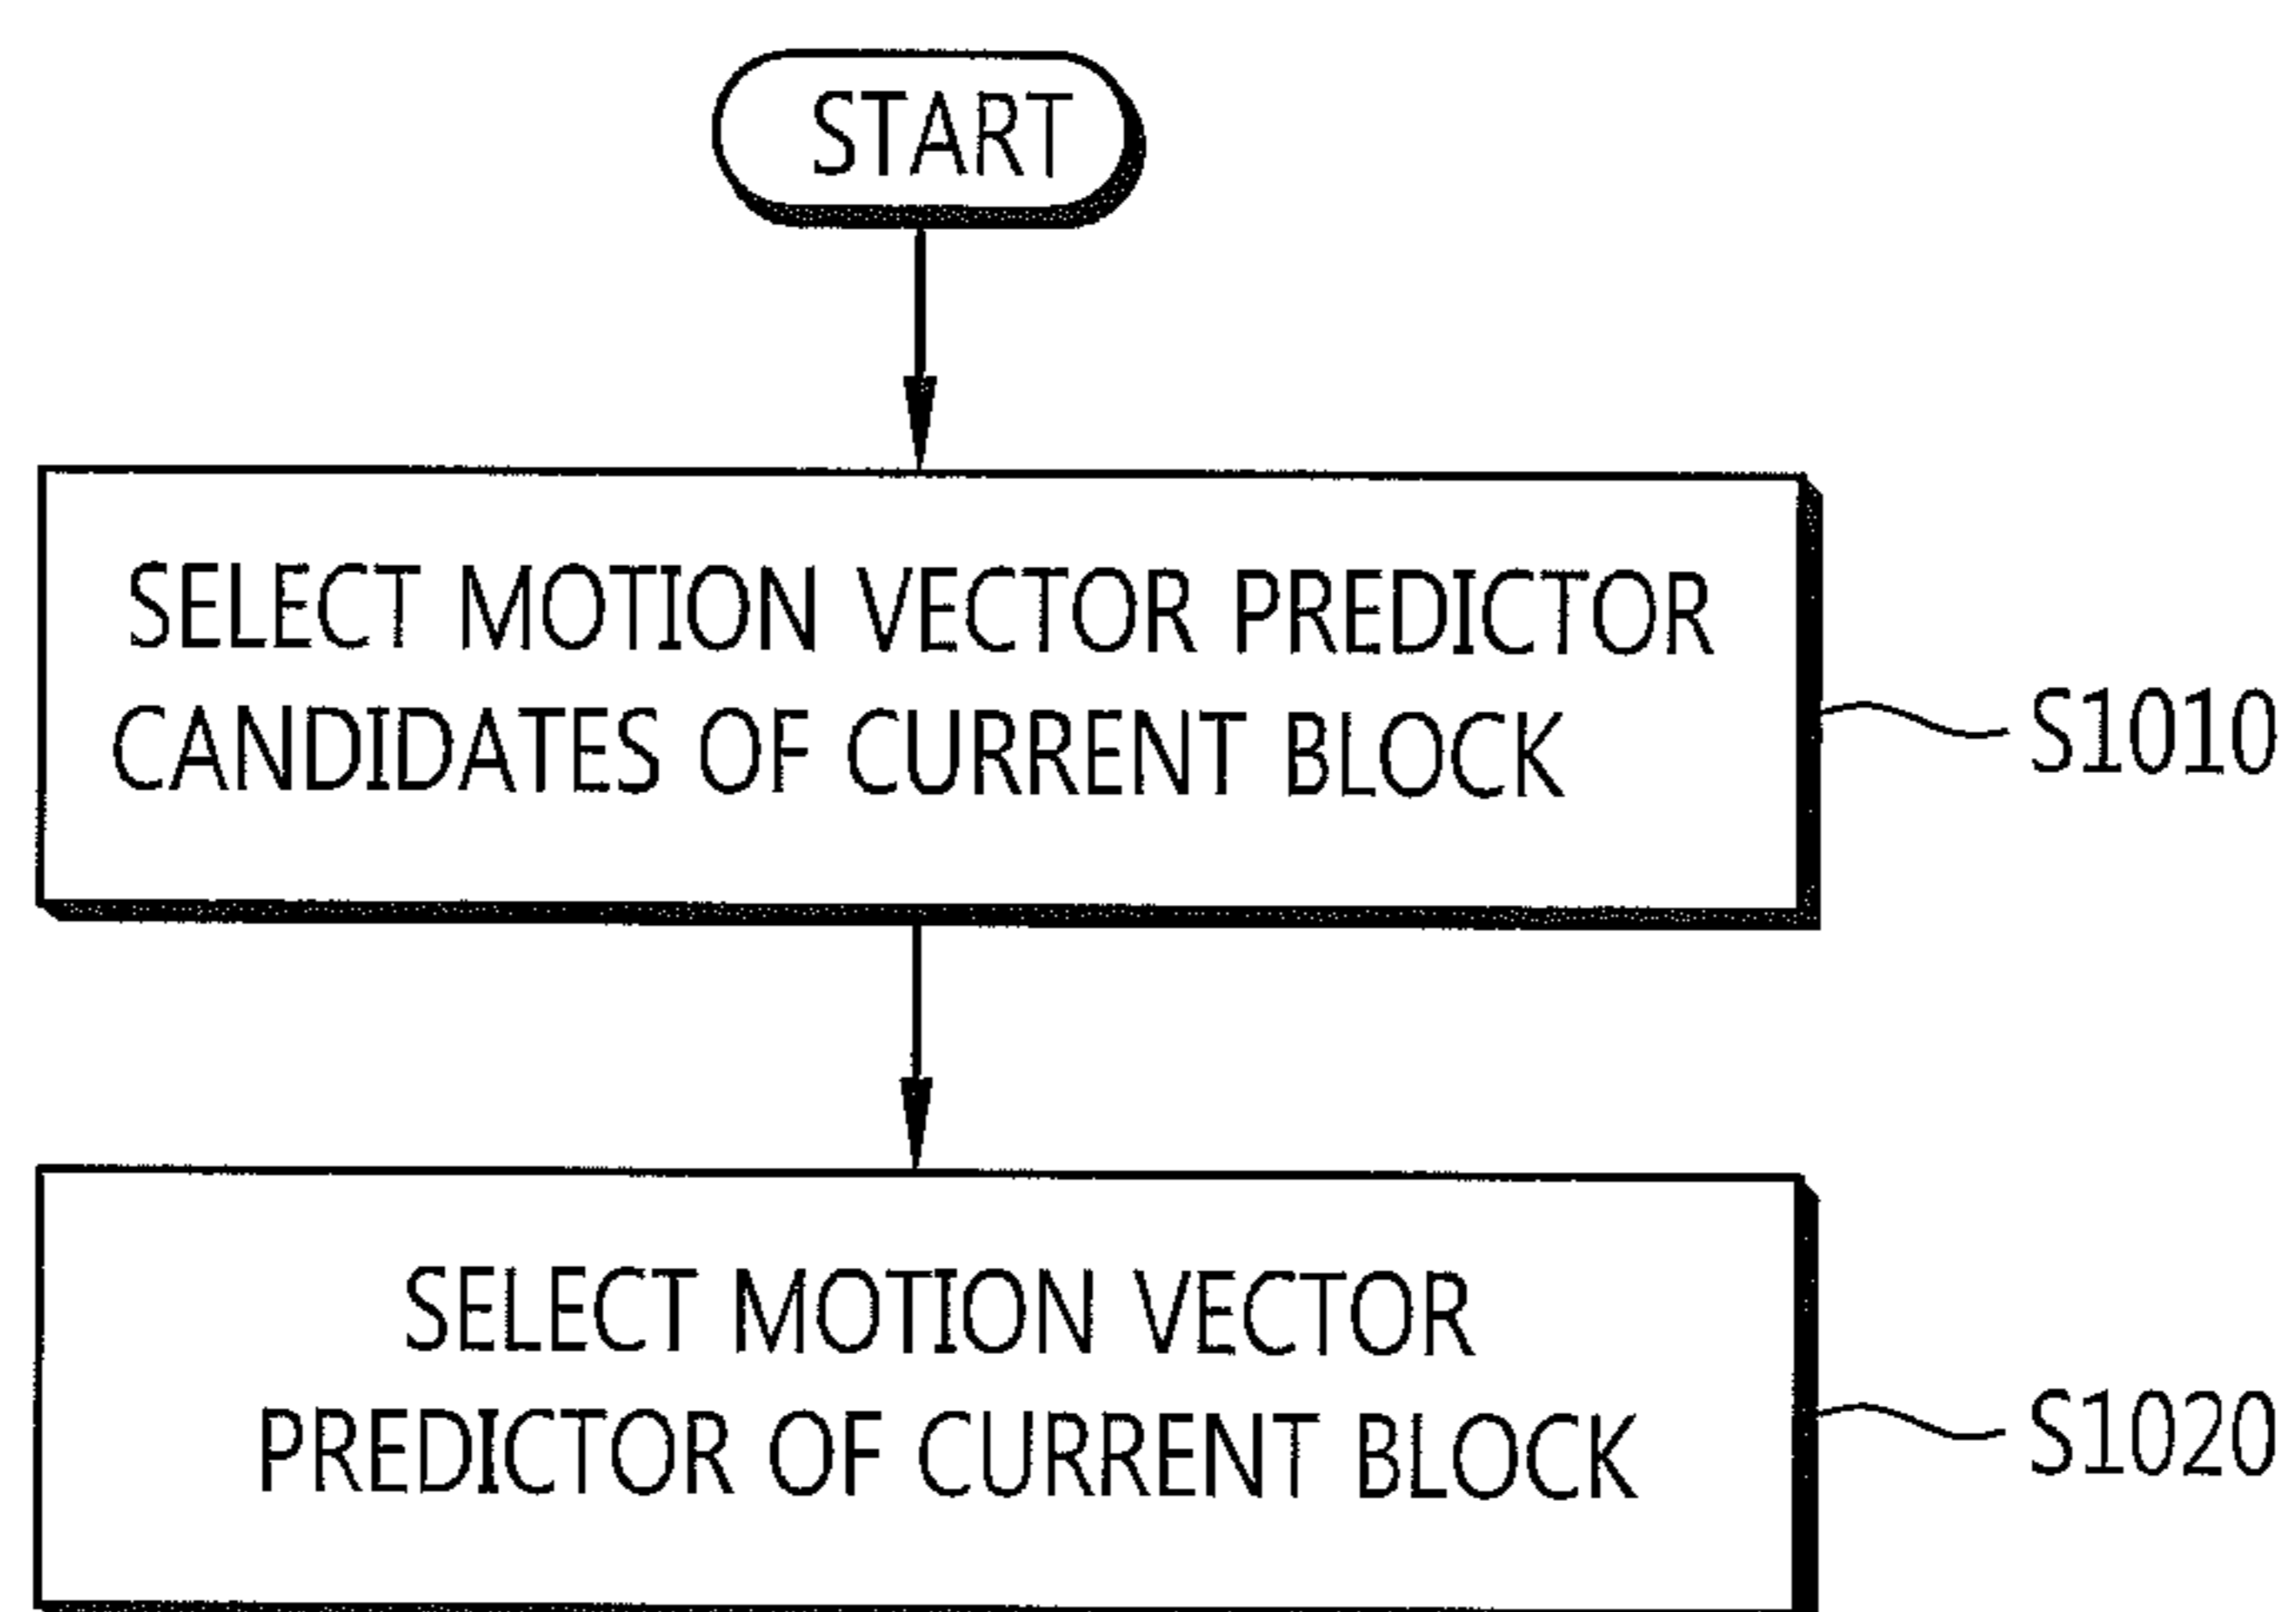 START
SELECT MOTION VECTOR PREDICTOR
CANDIDATES OF CURRENT BLOCK
S1010
SELECT MOTION VECTOR
PREDICTOR OF CURRENT BLOCK
S1020